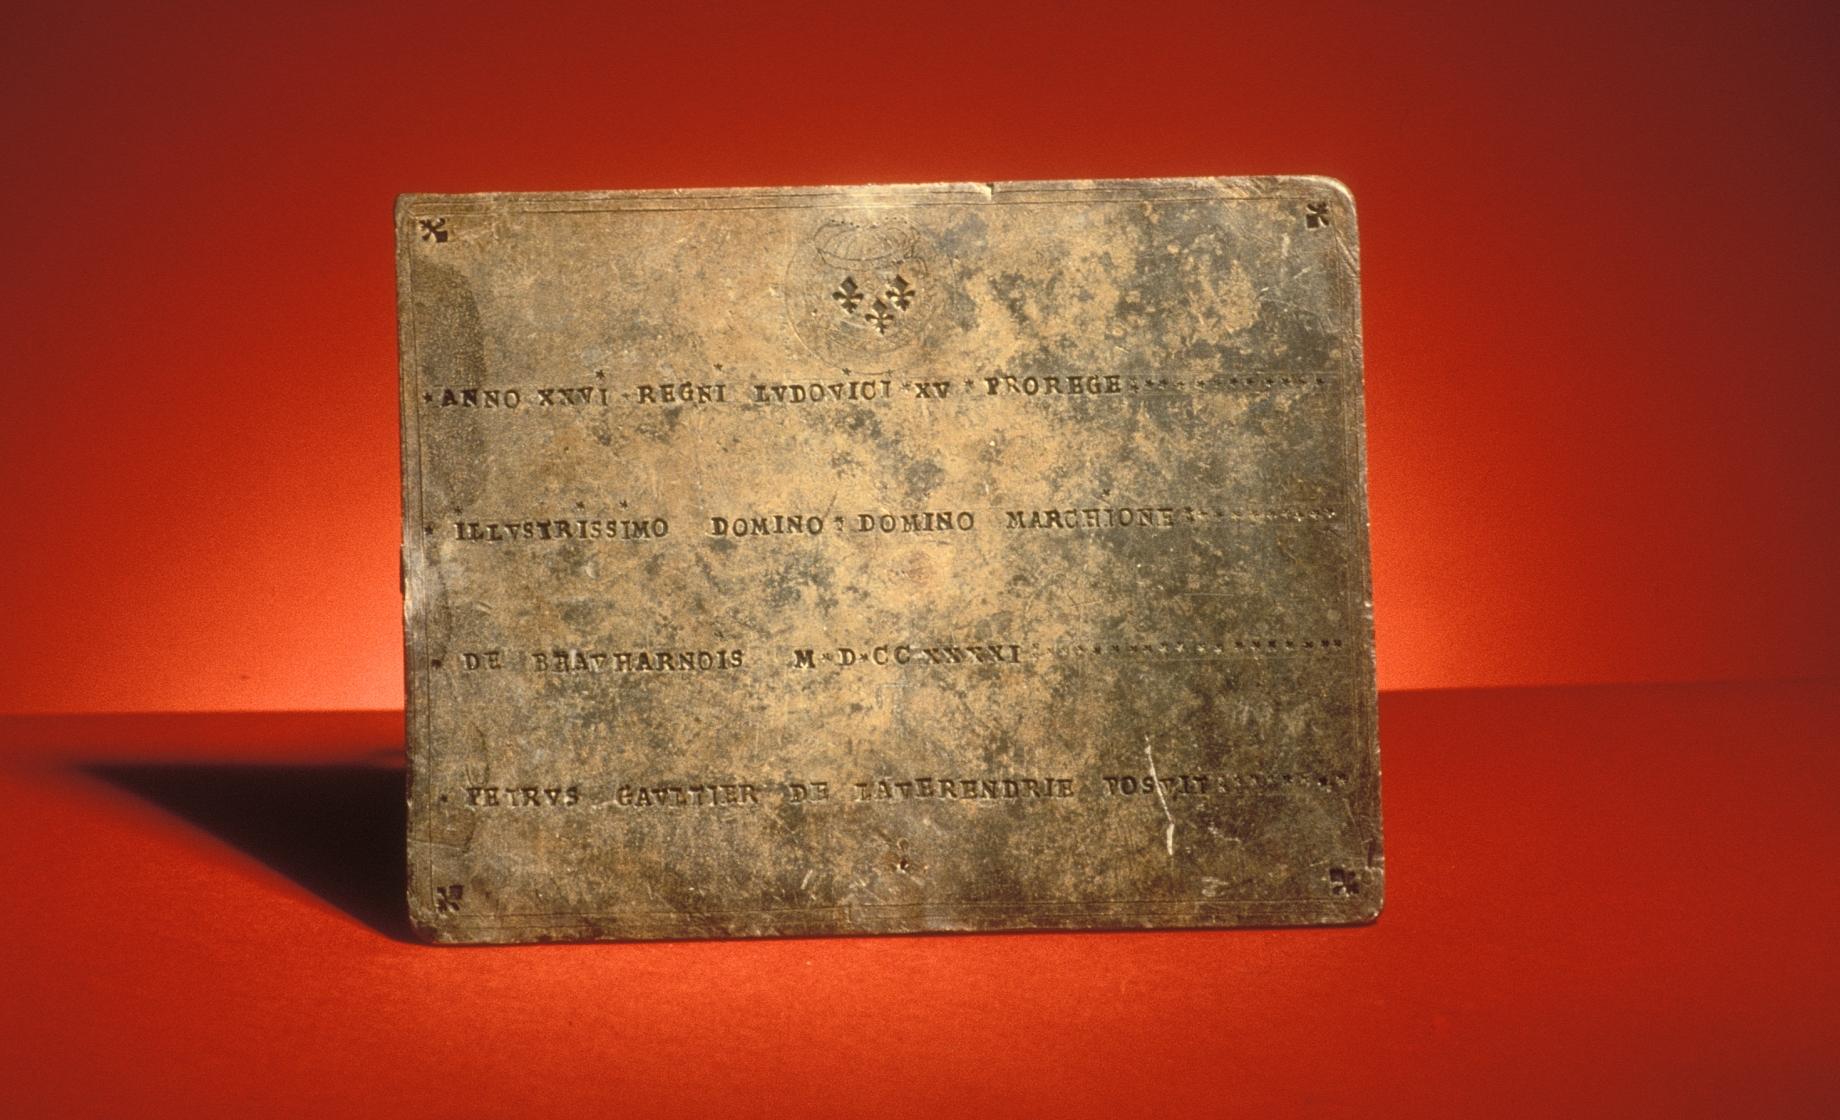 ANNO XXVI REGNI LVDOVICI XV PROREGE
ILLVSTRISSIMO DOMINO DOMINO MARCHIONE
DE BEAVHARNOIS M D CC XXXXI
PETRVS GAVLTIER DE LAVERENDRIE POSVIT